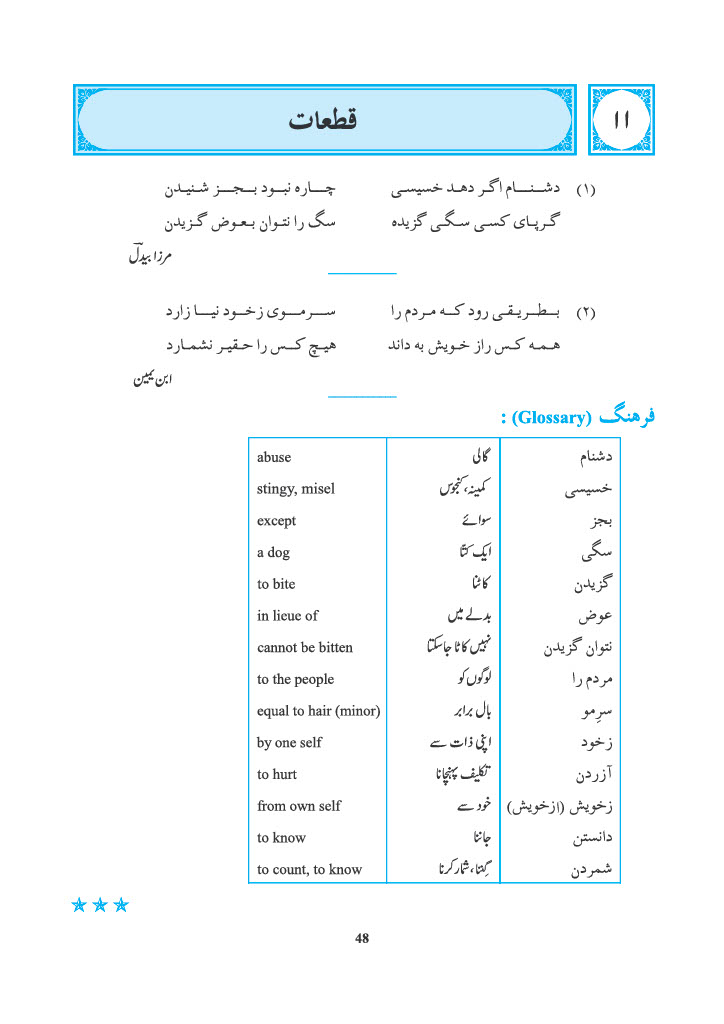 قطعات ۱۱
(۱) دشنام اگر دهد خسیسی چاره نبود بجز شنیدن
گرپای کسی سگی گزیده سگ را نتوان بعوض گزیدن
مرزا بیدلؔ
(۲) بطریقی رود که مردم را سرموی زخود نیا زارد
همه کس راز خویش به داند هیچ کس را حقیر نشمارد
ابن یمین
فرهنگ (Glossary) :
دشنام گالی abuse
خسیسی کمینہ، کنجوس stingy, misel
بجز سوائے except
سگی ایک کتّا a dog
گزیدن کاٹنا to bite
عوض بدلے میں in lieue of
نتوان گزیدن نہیں کاٹا جاسکتا cannot be bitten
مردم را لوگوں کو to the people
سرِمو بال برابر equal to hair (minor)
زخود اپنی ذات سے by one self
آزردن تکلیف پہنچانا to hurt
زخویش (ازخویش) خود سے from own self
دانستن جاننا to know
شمردن گِننا، شمار کرنا to count, to know
48